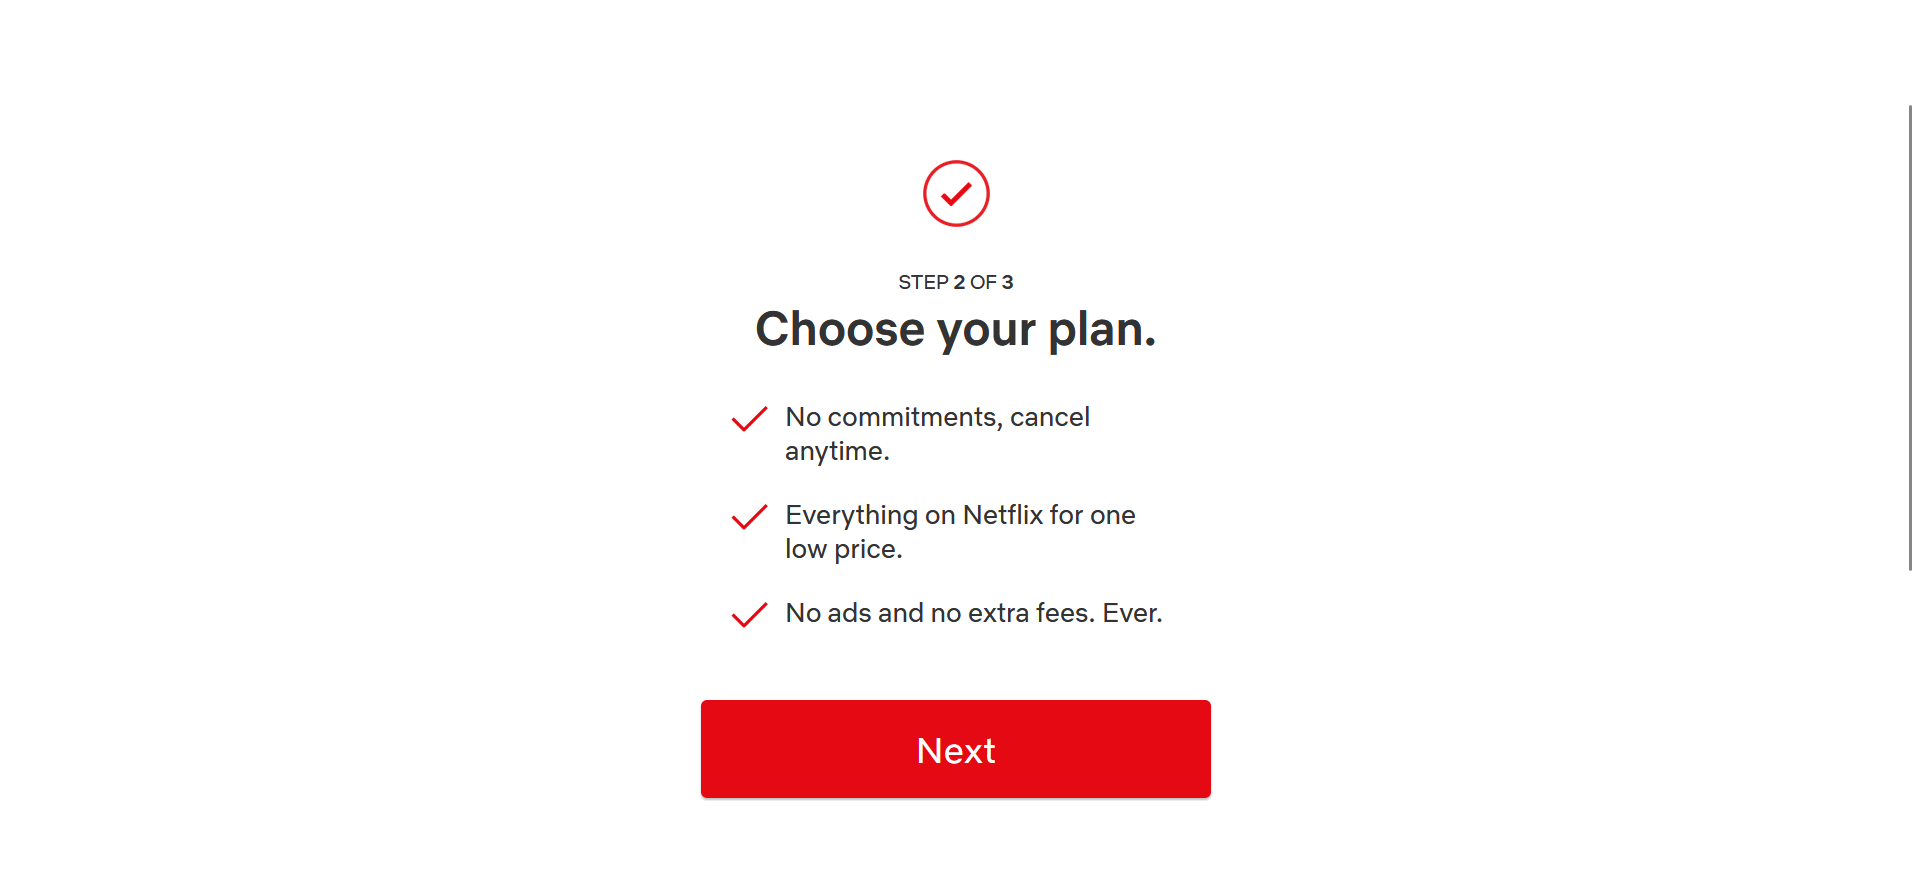 STEP 2 OF 3
Choose your plan.
No commitments, cancel
anytime.
Everything on Netflix for one
low price.
No ads and no extra fees. Ever.
Next